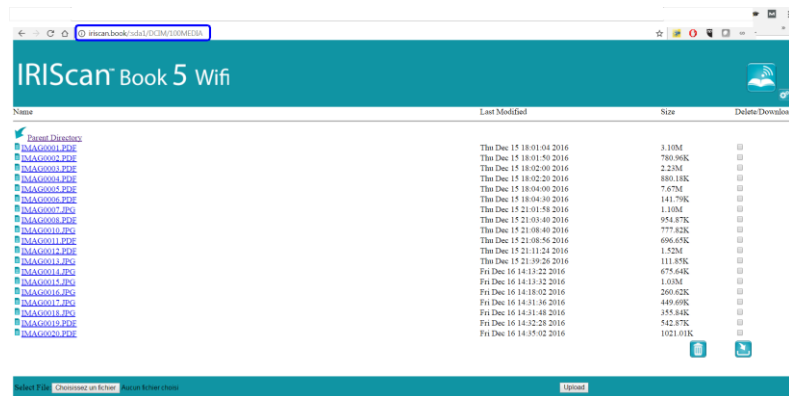 iriscan.book/:sda1/DCIM/100MEDIA
IRIScan™ Book 5 Wifi
Name Last Modified Size Delete/Download
Parent Directory
IMAG0001.PDF Thu Dec 15 18:01:04 2016 3.10M
IMAG0002.PDF Thu Dec 15 18:01:50 2016 780.96K
IMAG0003.PDF Thu Dec 15 18:02:00 2016 2.23M
IMAG0004.PDF Thu Dec 15 18:02:20 2016 880.18K
IMAG0005.PDF Thu Dec 15 18:04:00 2016 7.67M
IMAG0006.PDF Thu Dec 15 18:04:30 2016 141.79K
IMAG0007.JPG Thu Dec 15 21:01:58 2016 1.10M
IMAG0008.PDF Thu Dec 15 21:03:40 2016 954.87K
IMAG0010.JPG Thu Dec 15 21:08:40 2016 777.82K
IMAG0011.PDF Thu Dec 15 21:08:56 2016 696.65K
IMAG0012.PDF Thu Dec 15 21:11:24 2016 1.52M
IMAG0013.JPG Thu Dec 15 21:39:26 2016 111.85K
IMAG0014.JPG Fri Dec 16 14:13:22 2016 675.64K
IMAG0015.JPG Fri Dec 16 14:13:32 2016 1.03M
IMAG0016.JPG Fri Dec 16 14:18:02 2016 260.62K
IMAG0017.JPG Fri Dec 16 14:31:36 2016 449.69K
IMAG0018.JPG Fri Dec 16 14:31:48 2016 355.84K
IMAG0019.PDF Fri Dec 16 14:32:28 2016 542.87K
IMAG0020.PDF Fri Dec 16 14:35:02 2016 1021.01K
Select File: Choisissez un fichier Aucun fichier choisi Upload